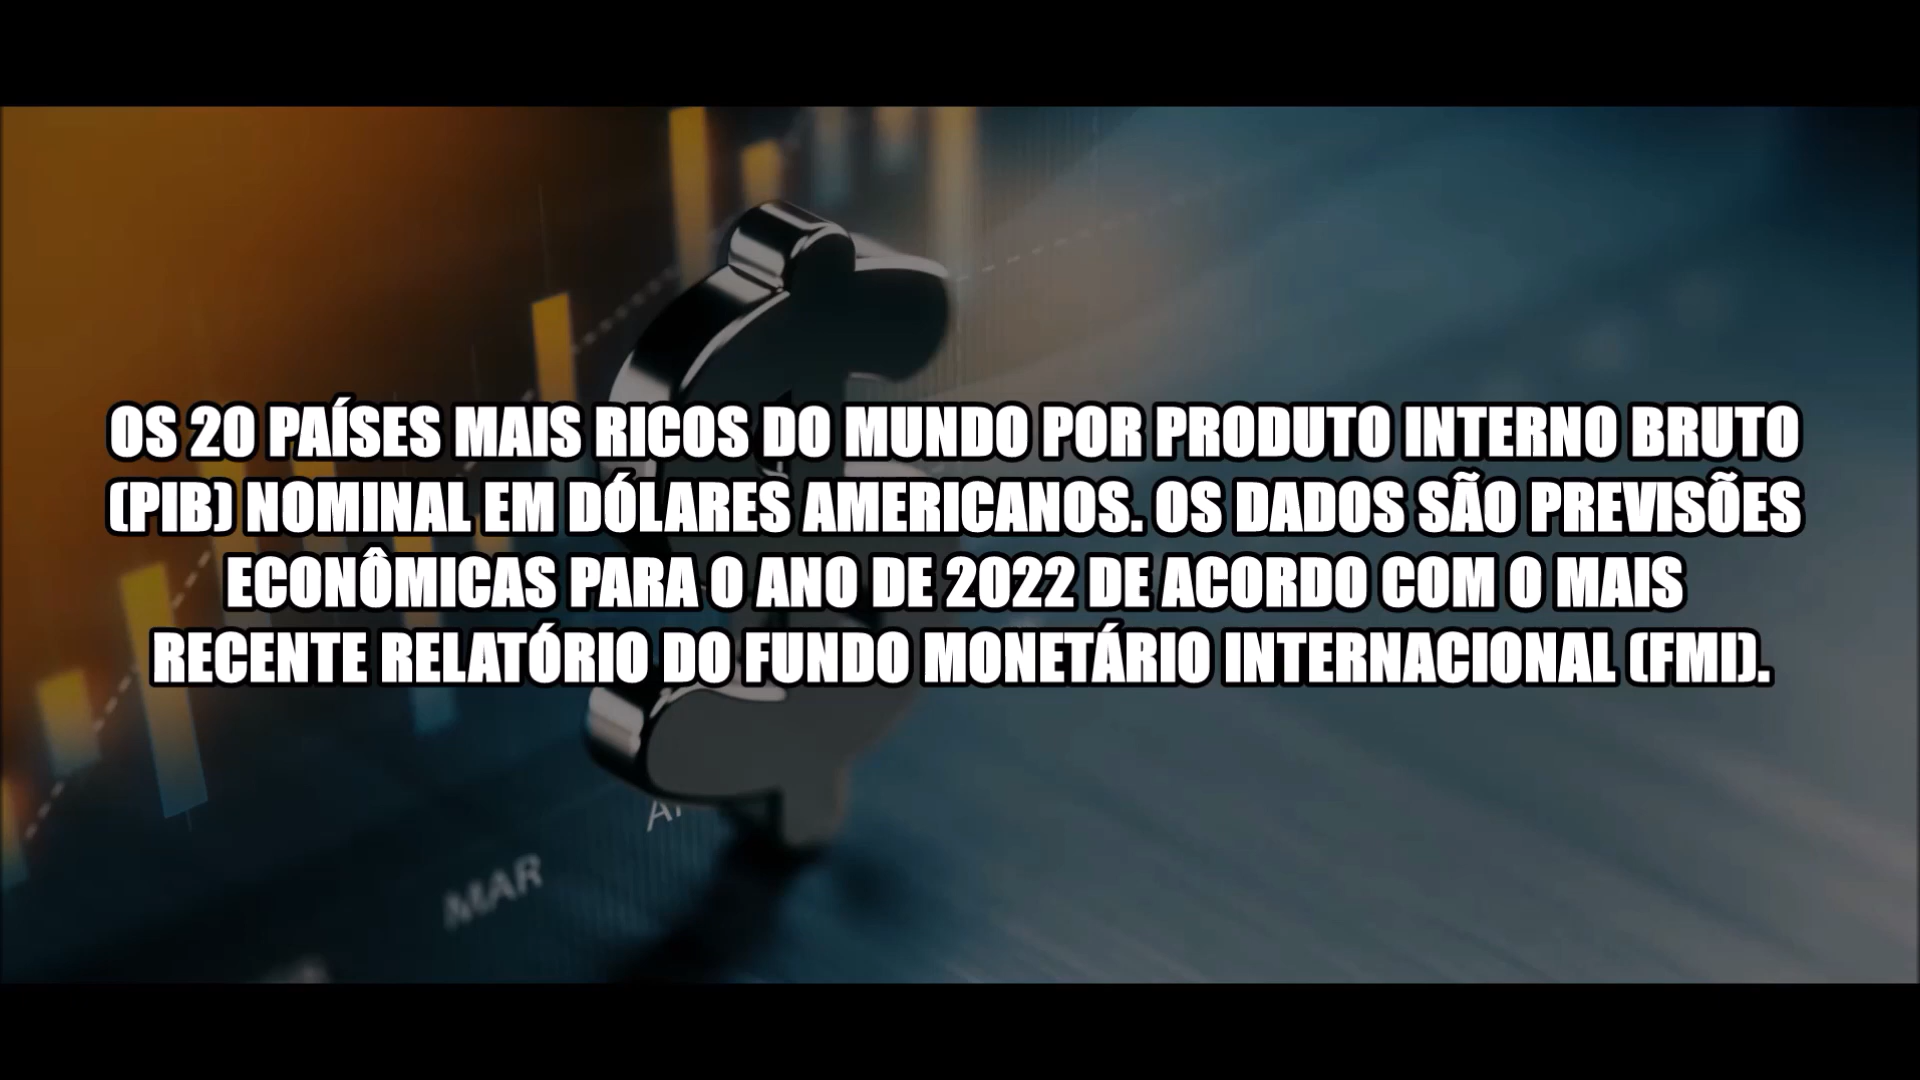 OS 20 PAÍSES MAIS RICOS DO MUNDO POR PRODUTO INTERNO BRUTO
(PIB) NOMINAL EM DÓLARES AMERICANOS. OS DADOS SÃO PREVISÕES
ECONÔMICAS PARA O ANO DE 2022 DE ACORDO COM O MAIS
RECENTE RELATÓRIO DO FUNDO MONETÁRIO INTERNACIONAL (FMI).
MAR